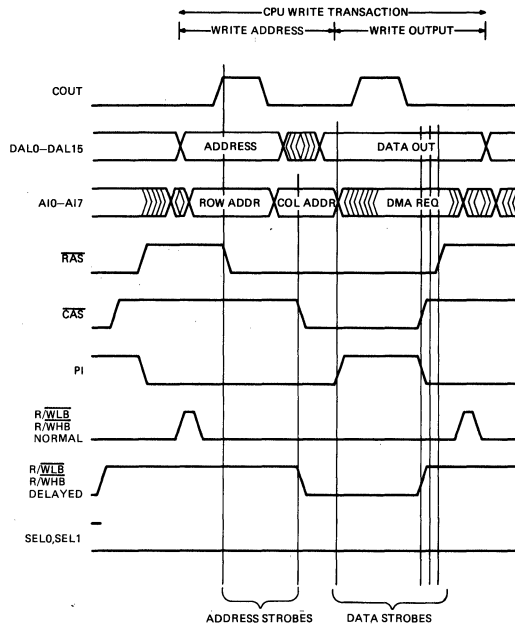 CPU WRITE TRANSACTION
WRITE ADDRESS WRITE OUTPUT
COUT
DAL0–DAL15 ADDRESS DATA OUT
AI0–AI7 ROW ADDR COL ADDR DMA REQ
RAS
CAS
PI
R/WLB
R/WHB
NORMAL
R/WLB
R/WHB
DELAYED
SEL0,SEL1
ADDRESS STROBES DATA STROBES